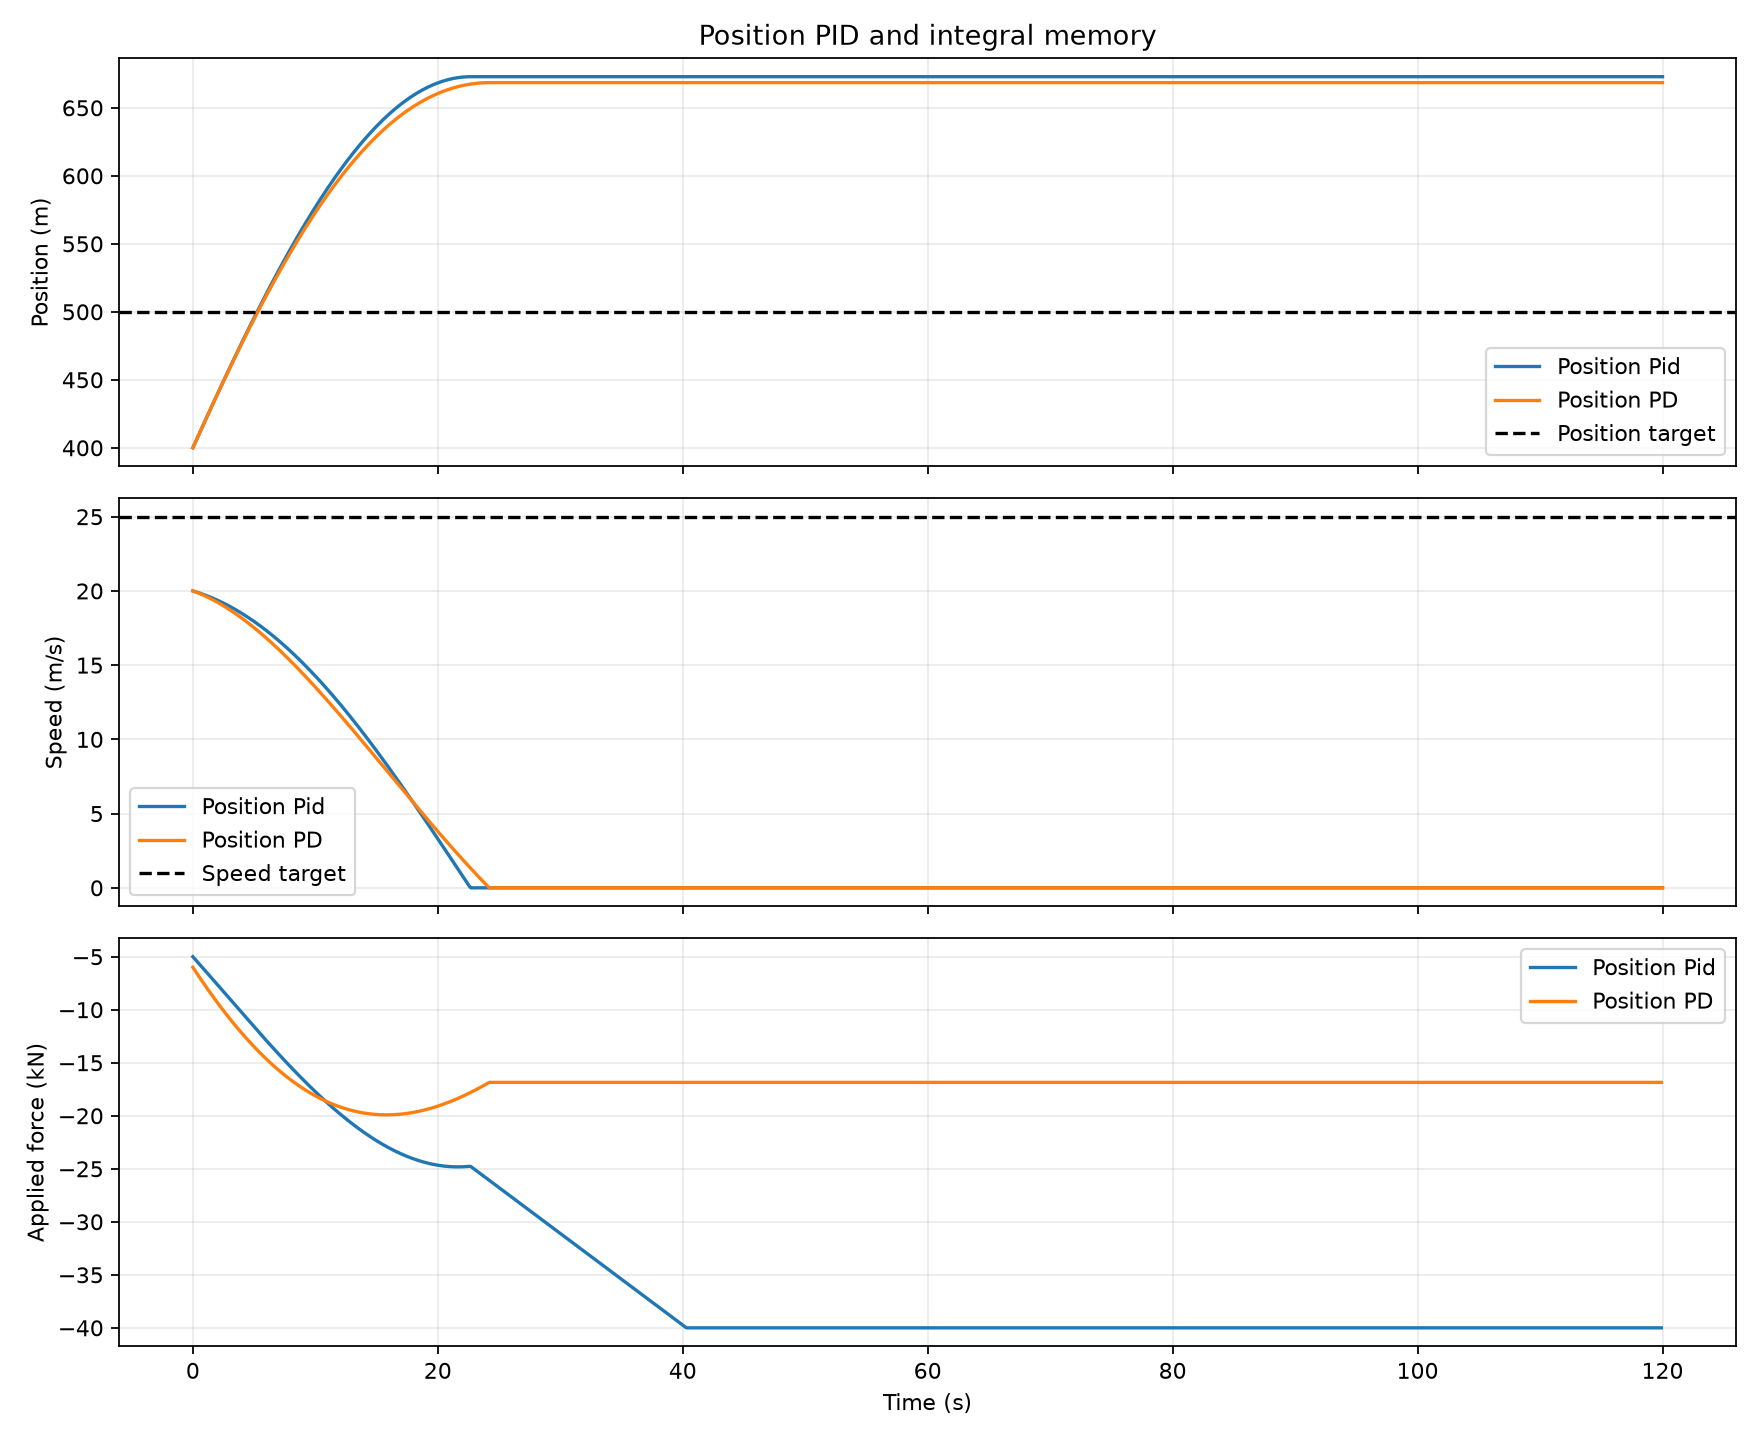 Position PID and integral memory
Position (m)
650
600
550
500
450
400
Position Pid
Position PD
Position target
Speed (m/s)
25
20
15
10
5
0
Position Pid
Position PD
Speed target
Applied force (kN)
−5
−10
−15
−20
−25
−30
−35
−40
Position Pid
Position PD
0 20 40 60 80 100 120
Time (s)